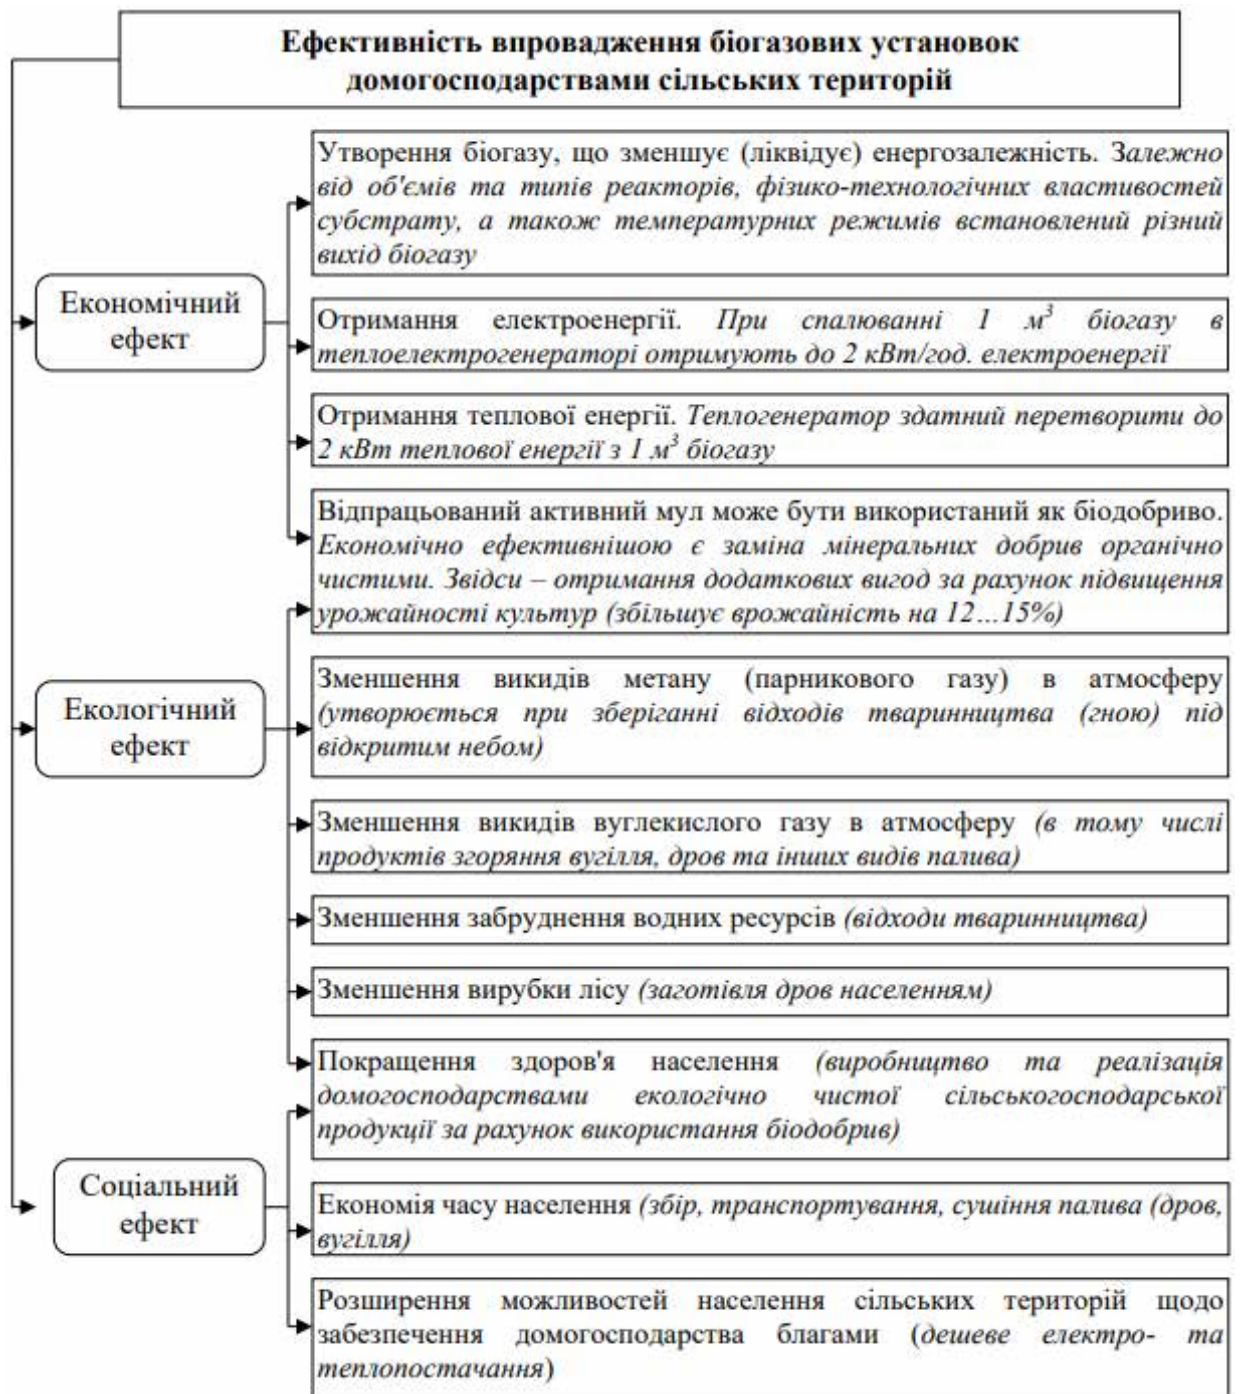 Ефективність впровадження біогазових установок
домогосподарствами сільських територій
Економічний
ефект
Утворення біогазу, що зменшує (ліквідує) енергозалежність. Залежно
від об'ємів та типів реакторів, фізико-технологічних властивостей
субстрату, а також температурних режимів встановлений різний
вихід біогазу
Отримання електроенергії. При спалюванні 1 м³ біогазу в
теплоелектрогенераторі отримують до 2 кВт/год. електроенергії
Отримання теплової енергії. Теплогенератор здатний перетворити до
2 кВт теплової енергії з 1 м³ біогазу
Відпрацьований активний мул може бути використаний як біодобриво.
Економічно ефективнішою є заміна мінеральних добрив органічно
чистими. Звідси – отримання додаткових вигод за рахунок підвищення
урожайності культур (збільшує врожайність на 12…15%)
Екологічний
ефект
Зменшення викидів метану (парникового газу) в атмосферу
(утворюється при зберіганні відходів тваринництва (гною) під
відкритим небом)
Зменшення викидів вуглекислого газу в атмосферу (в тому числі
продуктів згоряння вугілля, дров та інших видів палива)
Зменшення забруднення водних ресурсів (відходи тваринництва)
Зменшення вирубки лісу (заготівля дров населенням)
Покращення здоров'я населення (виробництво та реалізація
домогосподарствами екологічно чистої сільськогосподарської
продукції за рахунок використання біодобрив)
Соціальний
ефект
Економія часу населення (збір, транспортування, сушіння палива (дров,
вугілля)
Розширення можливостей населення сільських територій щодо
забезпечення домогосподарства благами (дешеве електро- та
теплопостачання)